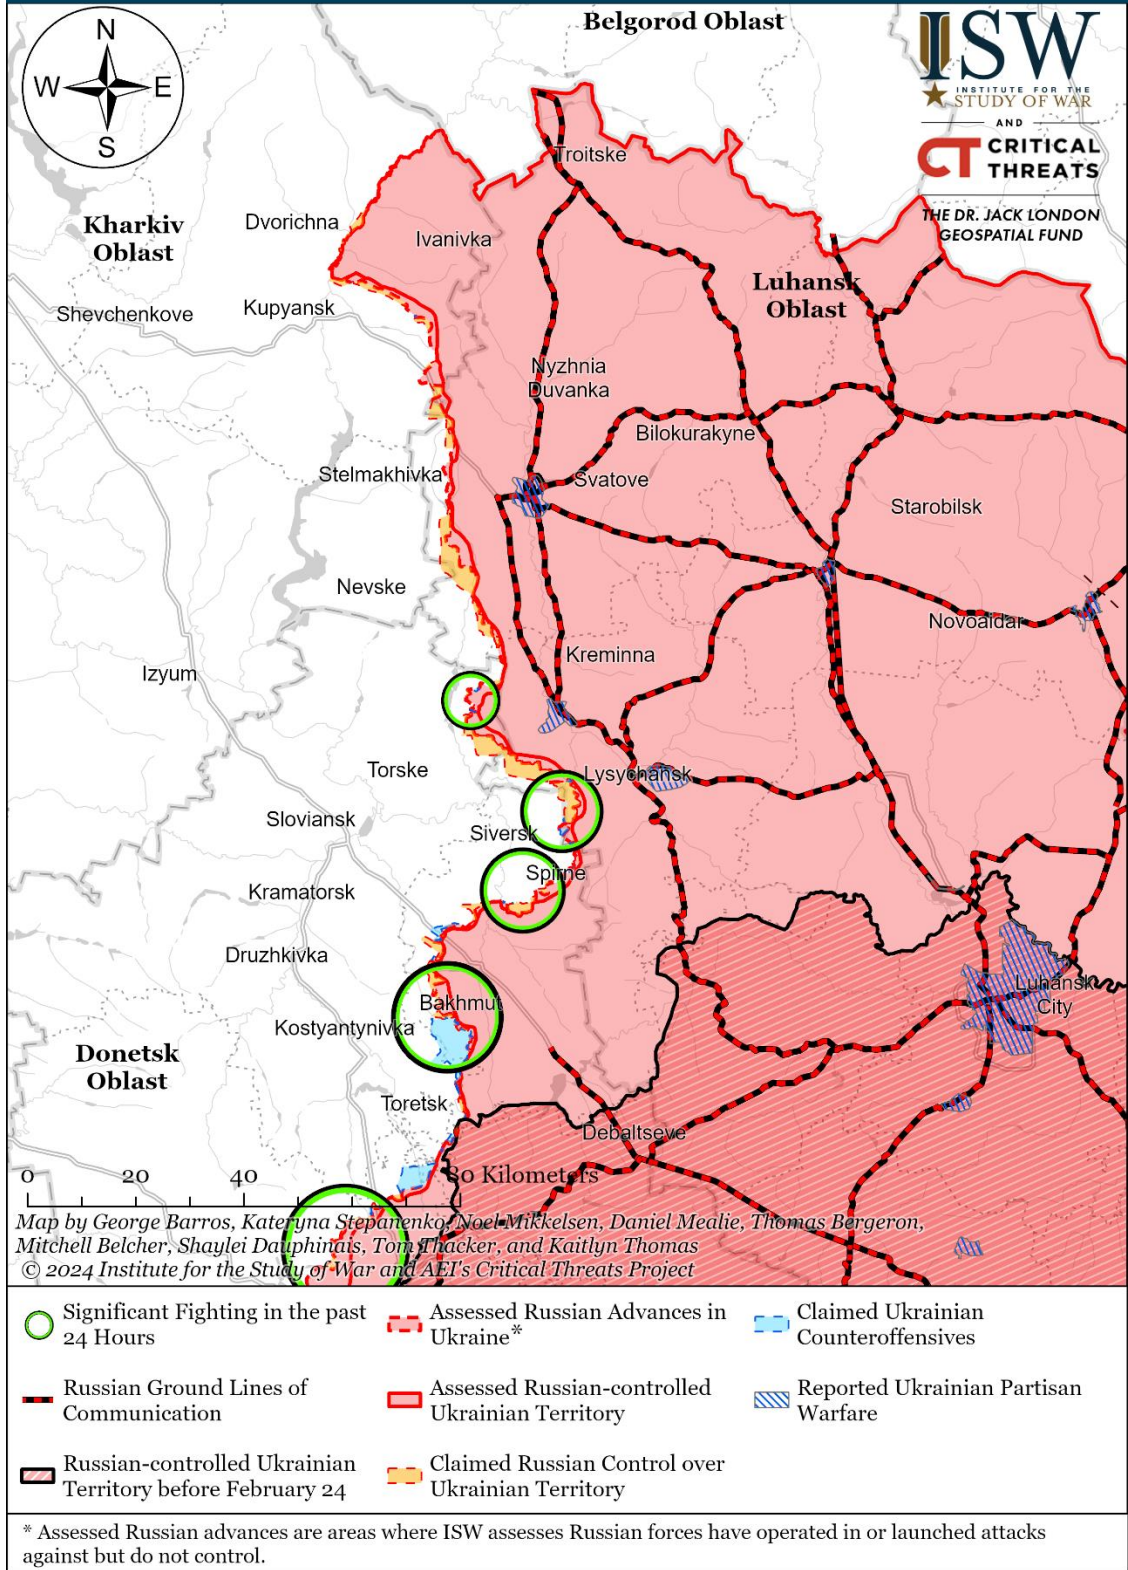 Belgorod Oblast
N
W
E
S
ISW
INSTITUTE FOR THE
STUDY OF WAR
AND
CT CRITICAL
THREATS
THE DR. JACK LONDON
GEOSPATIAL FUND
Troitske
Kharkiv
Oblast
Dvorichna
Ivanivka
Luhansk
Oblast
Shevchenkove
Kupyansk
Nyzhnia
Duvanka
Bilokurakyne
Stelmakhivka
Svatove
Starobilsk
Nevske
Novoaidar
Izyum
Kreminna
Torske
Lysychansk
Sloviansk
Siversk
Spirne
Kramatorsk
Druzhkivka
Luhansk
City
Bakhmut
Kostyantynivka
Donetsk
Oblast
Toretsk
Debaltseve
0 20 40 80 Kilometers
Map by George Barros, Kateryna Stepanenko, Noel Mikkelsen, Daniel Mealie, Thomas Bergeron,
Mitchell Belcher, Shaylei Dauphinais, Tom Thacker, and Kaitlyn Thomas
© 2024 Institute for the Study of War and AEI's Critical Threats Project
Significant Fighting in the past
24 Hours
Russian Ground Lines of
Communication
Russian-controlled Ukrainian
Territory before February 24
Assessed Russian Advances in
Ukraine*
Assessed Russian-controlled
Ukrainian Territory
Claimed Russian Control over
Ukrainian Territory
Claimed Ukrainian
Counteroffensives
Reported Ukrainian Partisan
Warfare
* Assessed Russian advances are areas where ISW assesses Russian forces have operated in or launched attacks
against but do not control.